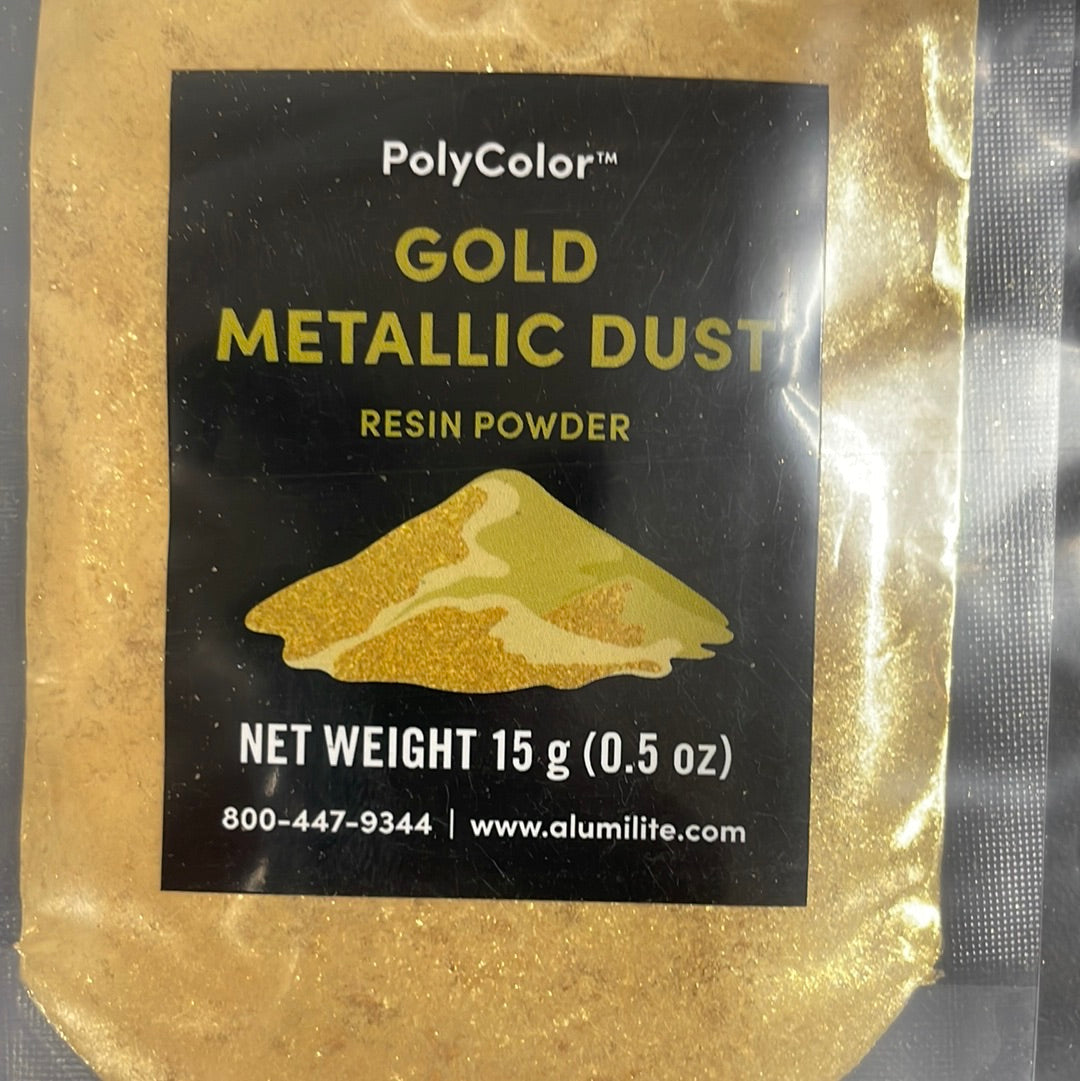 PolyColor™
GOLD
METALLIC DUST
RESIN POWDER
NET WEIGHT 15 g (0.5 oz)
800-447-9344 | www.alumilite.com